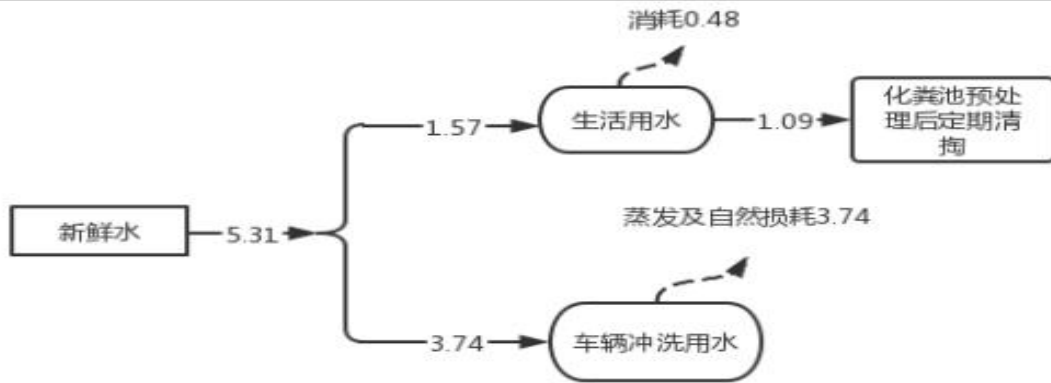 消耗0.48
1.57
生活用水
1.09
化粪池预处
理后定期清
掏
新鲜水
5.31
蒸发及自然损耗3.74
3.74
车辆冲洗用水